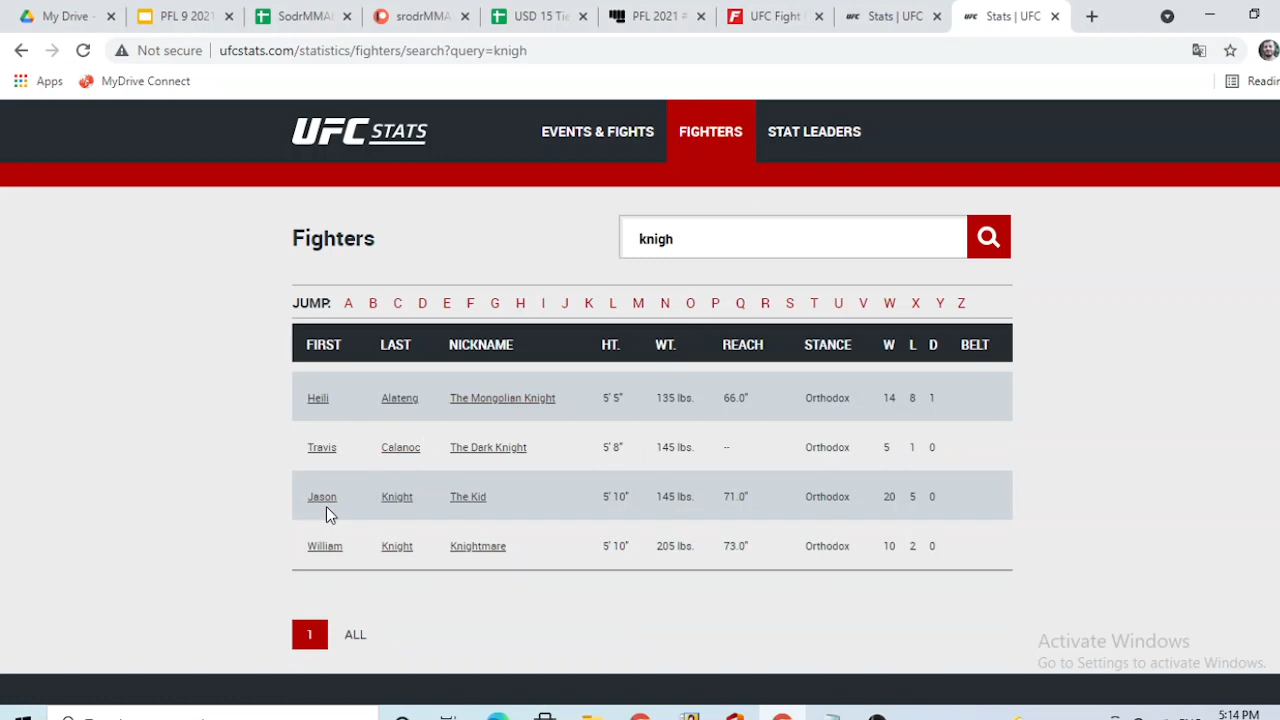 My Drive - PFL 9 2021 SodrMMA srodrMMA USD 15 Tie PFL 2021 # UFC Fight Stats | UFC Stats | UFC
Not secure ufcstats.com/statistics/fighters/search?query=knigh
Apps MyDrive Connect Readin
UFC STATS EVENTS & FIGHTS FIGHTERS STAT LEADERS
Fighters knigh
JUMP: A B C D E F G H I J K L M N O P Q R S T U V W X Y Z
FIRST LAST NICKNAME HT. WT. REACH STANCE W L D BELT
Heili Alateng The Mongolian Knight 5' 5" 135 lbs. 66.0" Orthodox 14 8 1
Travis Calanoc The Dark Knight 5' 8" 145 lbs. -- Orthodox 5 1 0
Jason Knight The Kid 5' 10" 145 lbs. 71.0" Orthodox 20 5 0
William Knight Knightmare 5' 10" 205 lbs. 73.0" Orthodox 10 2 0
1 ALL
Activate Windows
Go to Settings to activate Windows.
5:14 PM